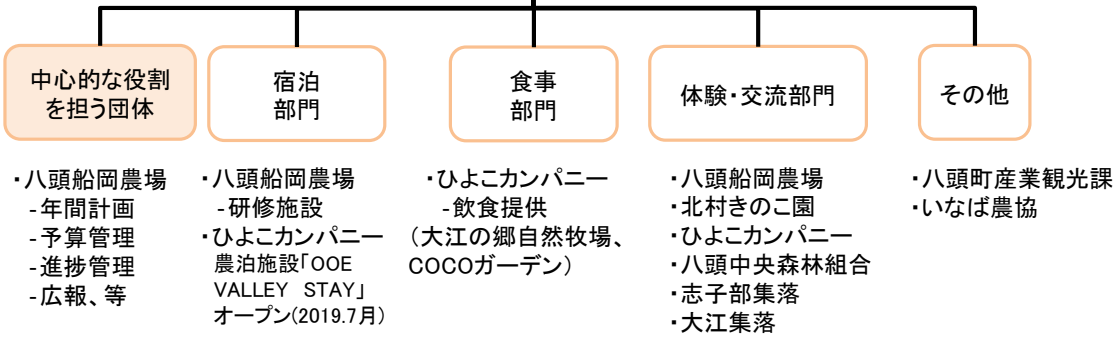 中心的な役割
を担う団体
宿泊
部門
食事
部門
体験・交流部門
その他
・八頭船岡農場
-年間計画
-予算管理
-進捗管理
-広報、等
・八頭船岡農場
-研修施設
・ひよこカンパニー
農泊施設「OOE
VALLEY STAY」
オープン(2019.7月)
・ひよこカンパニー
-飲食提供
（大江の郷自然牧場、
COCOガーデン）
・八頭船岡農場
・北村きのこ園
・ひよこカンパニー
・八頭中央森林組合
・志子部集落
・大江集落
・八頭町産業観光課
・いなば農協